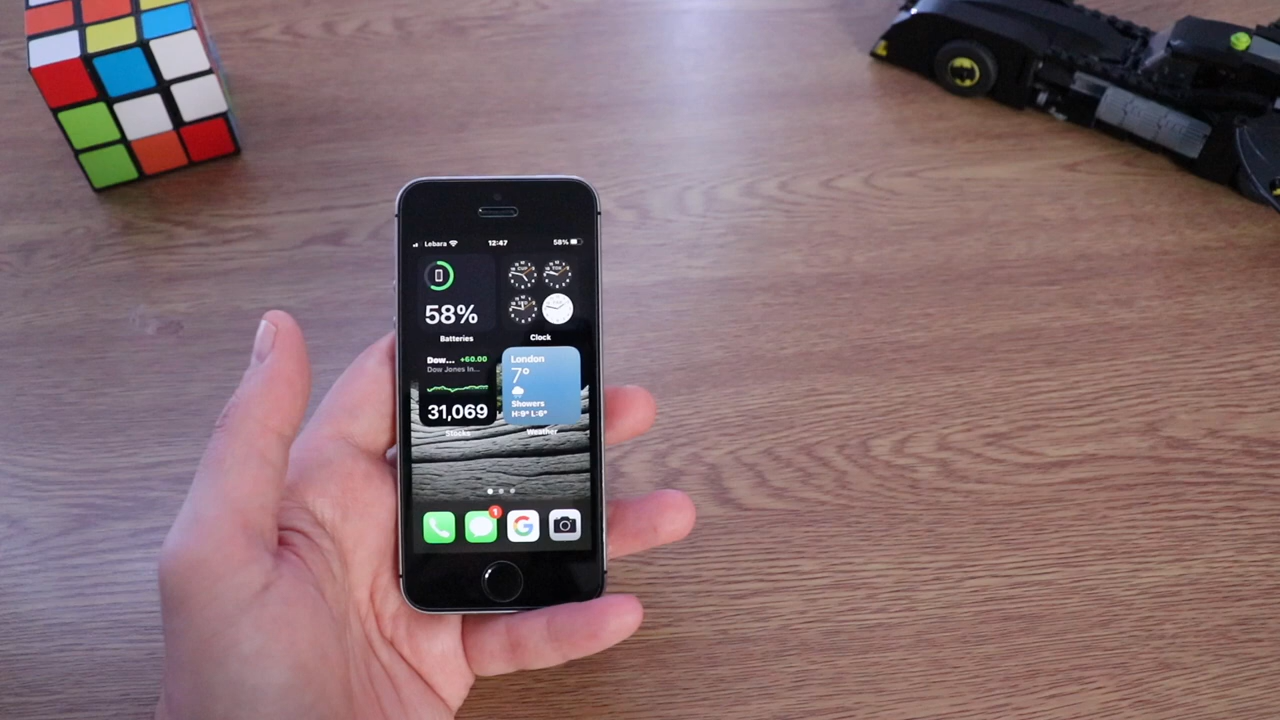 Lebara 12:47 58%
58%
Batteries
Clock
Dow... +60.00
Dow Jones In...
31,069
Stocks
London
7°
Showers
H:9° L:6°
Weather
1
G